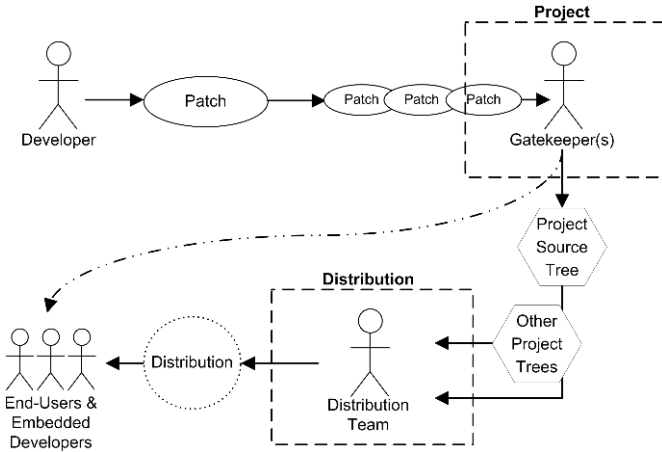 Project
Patch
Patch
Patch
Patch
Developer
Gatekeeper(s)
Project
Source
Tree
Distribution
Other
Project
Trees
Distribution
End-Users &
Embedded
Developers
Distribution
Team